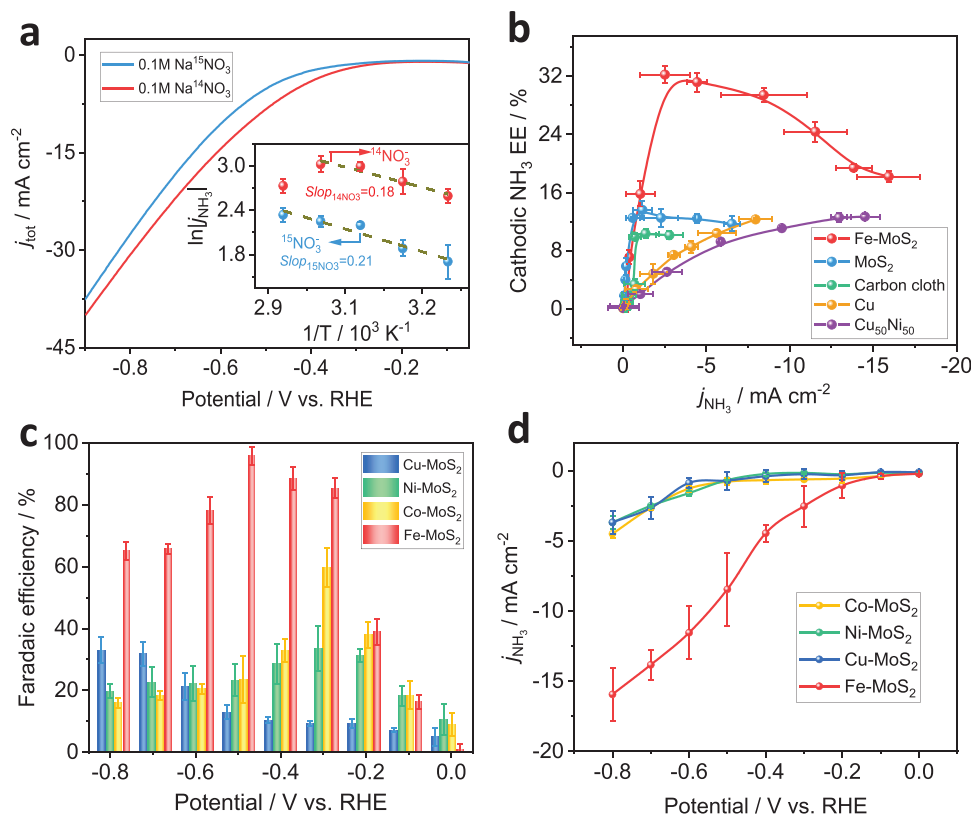 a
0
-15
-30
-45
j_tot / mA cm⁻²
0.1M Na¹⁵NO₃
0.1M Na¹⁴NO₃
3.0
2.4
1.8
ln|j_NH₃|
¹⁴NO₃⁻
Slop₁₄NO₃=0.18
¹⁵NO₃⁻
Slop₁₅NO₃=0.21
2.9 3.0 3.1 3.2 3.3
1/T / 10³ K⁻¹
-0.8 -0.6 -0.4 -0.2
Potential / V vs. RHE
b
32
24
16
8
0
Cathodic NH₃ EE / %
Fe-MoS₂
MoS₂
Carbon cloth
Cu
Cu₅₀Ni₅₀
0 -5 -10 -15 -20
j_NH₃ / mA cm⁻²
c
100
80
60
40
20
0
Faradaic efficiency / %
Cu-MoS₂
Ni-MoS₂
Co-MoS₂
Fe-MoS₂
-0.8 -0.6 -0.4 -0.2 0.0
Potential / V vs. RHE
d
0
-5
-10
-15
-20
j_NH₃ / mA cm⁻²
Co-MoS₂
Ni-MoS₂
Cu-MoS₂
Fe-MoS₂
-0.8 -0.6 -0.4 -0.2 0.0
Potential / V vs. RHE